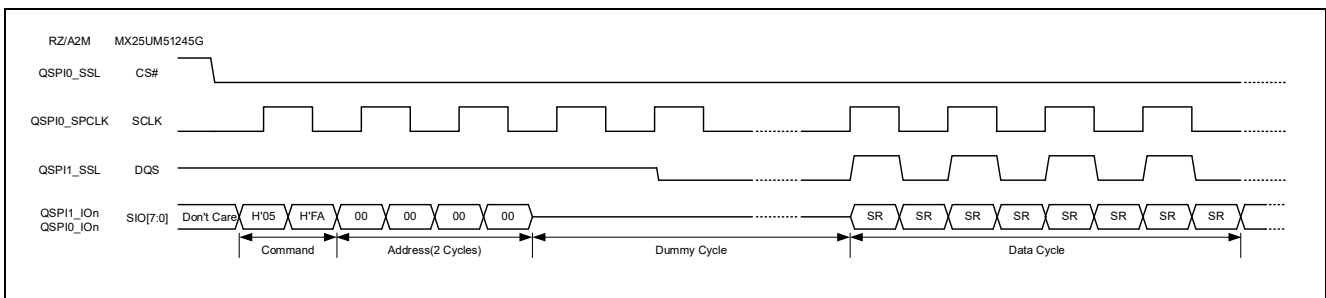 RZ/A2M MX25UM51245G
QSPI0_SSL CS#
QSPI0_SPCLK SCLK
QSPI1_SSL DQS
QSPI1_IOn
QSPI0_IOn
SIO[7:0] Don't Care H'05 H'FA 00 00 00 00 SR SR SR SR SR SR SR SR
Command Address(2 Cycles) Dummy Cycle Data Cycle